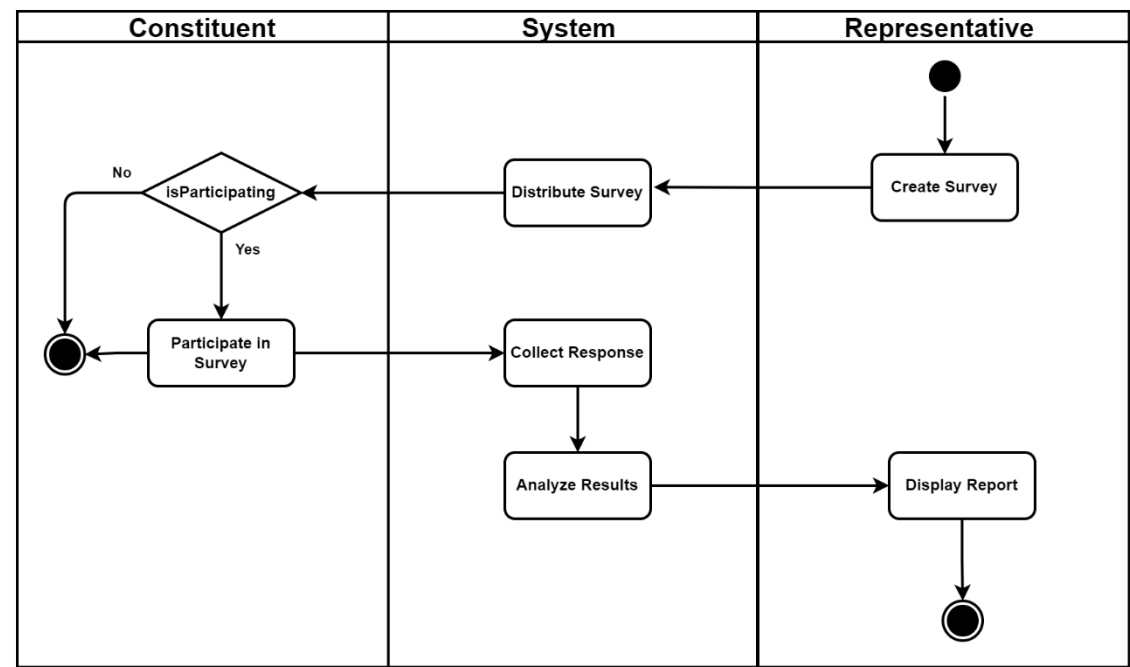 Constituent
System
Representative
No
isParticipating
Distribute Survey
Create Survey
Yes
Participate in
Survey
Collect Response
Analyze Results
Display Report